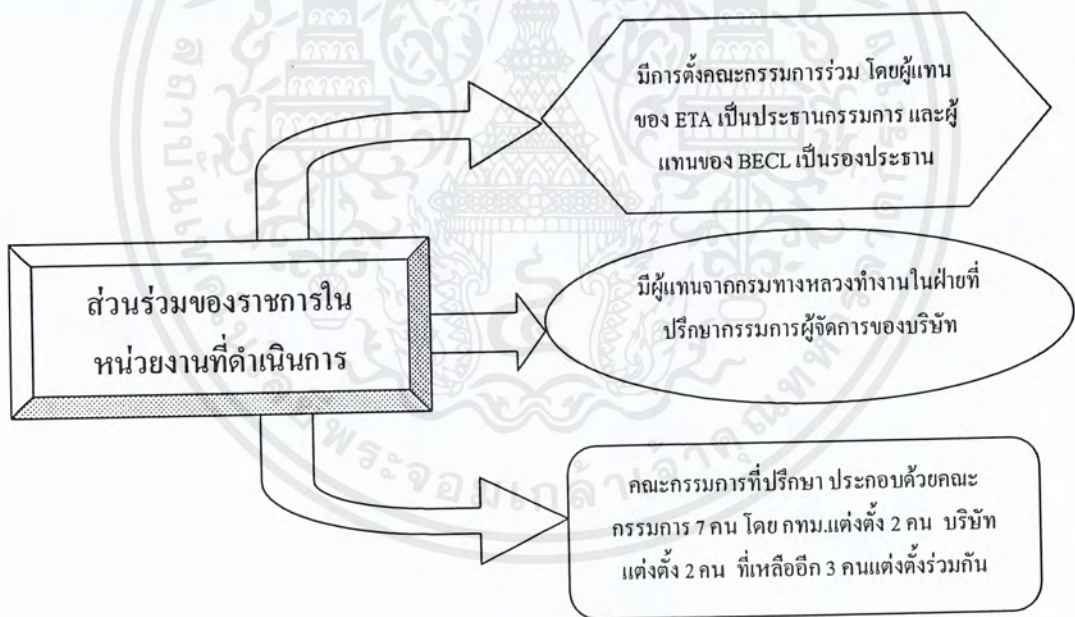 มีการตั้งคณะกรรมการร่วม โดยผู้แทน
ของ ETA เป็นประธานกรรมการ และผู้
แทนของ BECL เป็นรองประธาน
ส่วนร่วมของราชการใน
หน่วยงานที่ดำเนินการ
มีผู้แทนจากกรมทางหลวงทำงานในฝ่ายที่
ปรึกษากรรมการผู้จัดการของบริษัท
คณะกรรมการที่ปรึกษา ประกอบด้วยคณะ
กรรมการ 7 คน โดย กทม.แต่งตั้ง 2 คน บริษัท
แต่งตั้ง 2 คน ที่เหลืออีก 3 คนแต่งตั้งร่วมกัน